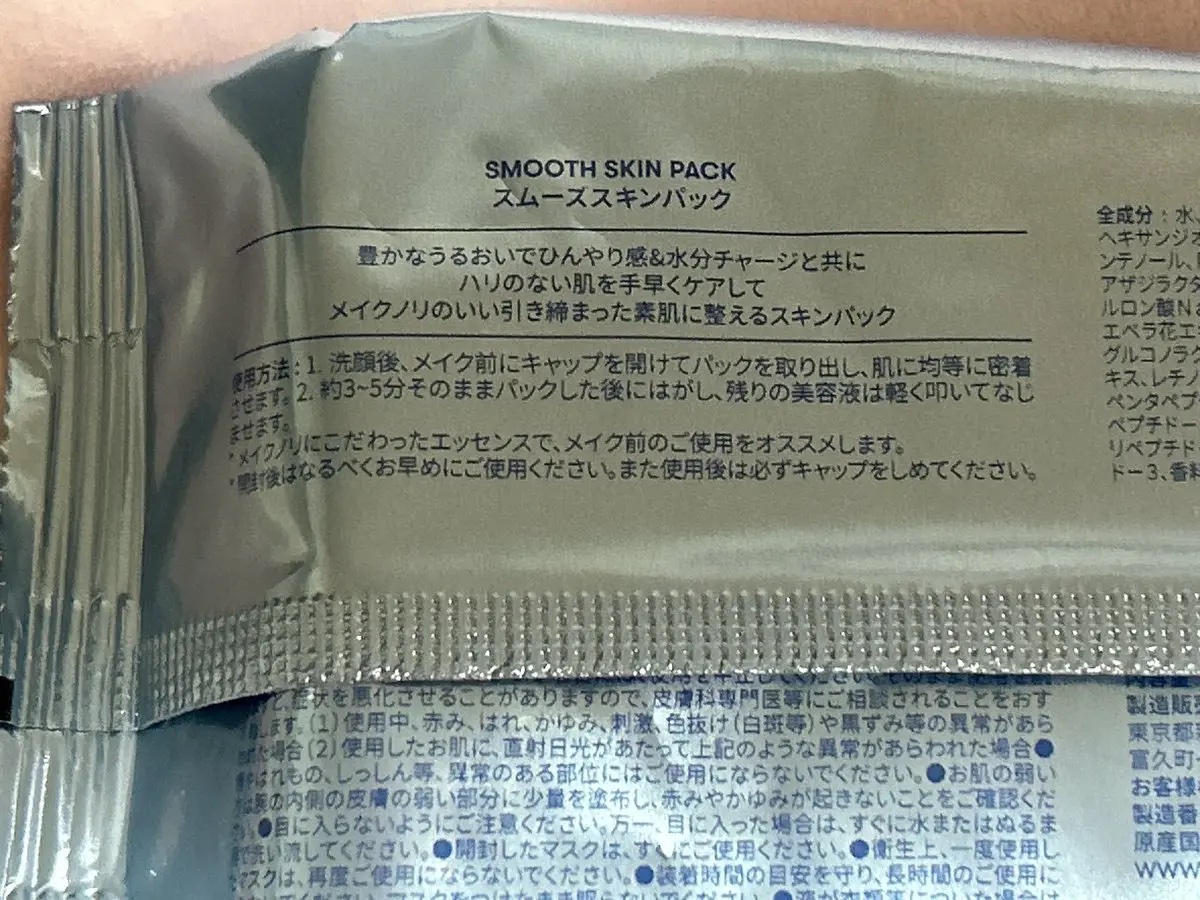 SMOOTH SKIN PACK
スムーズスキンパック
豊かなうるおいでひんやり感&水分チャージと共に
ハリのない肌を手早くケアして
メイクノリのいい引き締まった素肌に整えるスキンパック
使用方法：1. 洗顔後、メイク前にキャップを開けてパックを取り出し、肌に均等に密着
させます。2. 約3~5分そのままパックした後にはがし、残りの美容液は軽く叩いてなじ
ませます。
*メイクノリにこだわったエッセンスで、メイク前のご使用をオススメします。
*開封後はなるべくお早めにご使用ください。また使用後は必ずキャップをしめてください。
全成分：水、
ヘキサンジオ
ンテノール、
アザジラクタ
ルロン酸Na
エベラ花エ
グルコノラク
キス、レチノ
ペンタペプ
ペプチドー
リペプチド
ドー3、香料
症状を悪化させることがありますので、皮膚科専門医等にご相談されることをおす
します。(1)使用中、赤み、はれ、かゆみ、刺激、色抜け(白斑等)や黒ずみ等の異常があら
た場合(2)使用したお肌に、直射日光があたって上記のような異常があらわれた場合●
はれもの、しっしん等、異常のある部位にはご使用にならないでください。●お肌の弱い
の内側の皮膚の弱い部分に少量を塗布し、赤みやかゆみが起きないことをご確認くだ
●目に入らないようにご注意ください。万一、目に入った場合は、すぐに水またはぬるま
で洗い流してください。●開封したマスクは、すぐにご使用ください。●衛生上、一度使用し
マスクは、再度ご使用にならないでください。●装着時間の目安を守り、長時間のご使用に
製造販
東京都
富久町
お客様
製造番
原産国
www